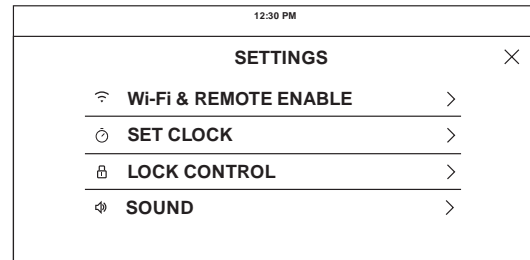 12:30 PM
SETTINGS
Wi-Fi & REMOTE ENABLE
SET CLOCK
LOCK CONTROL
SOUND